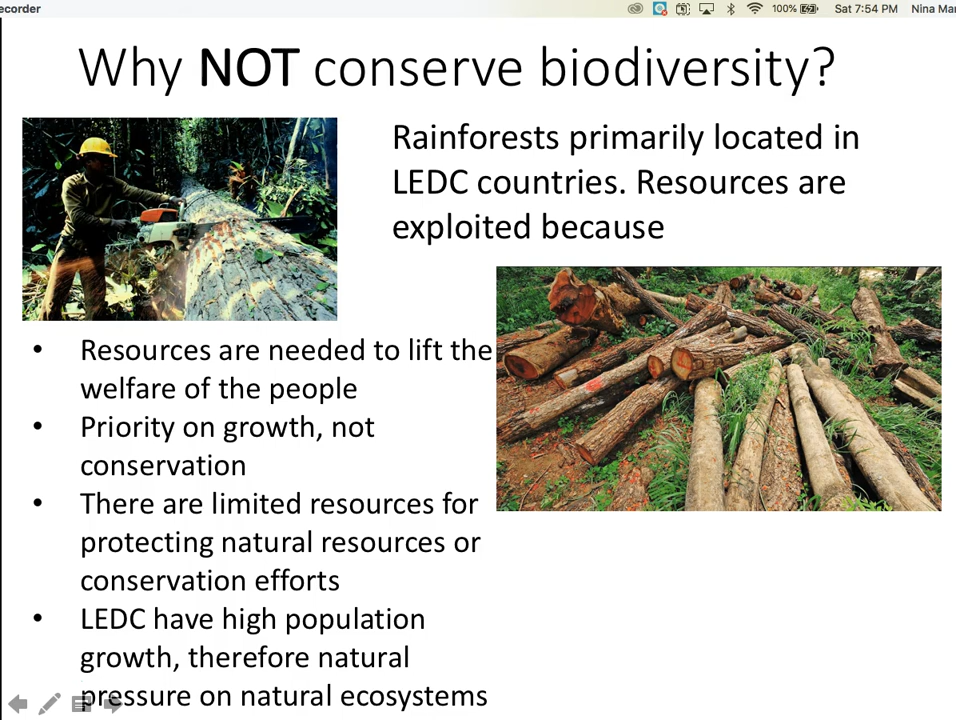 ecorder
100%
Sat 7:54 PM
Nina Mar
Why NOT conserve biodiversity?
Rainforests primarily located in
LEDC countries. Resources are
exploited because
• Resources are needed to lift the
welfare of the people
• Priority on growth, not
conservation
• There are limited resources for
protecting natural resources or
conservation efforts
• LEDC have high population
growth, therefore natural
pressure on natural ecosystems